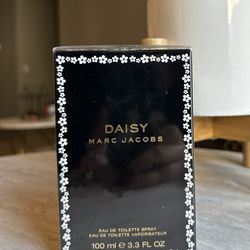 DAISY
MARC JACOBS
EAU DE TOILETTE SPRAY
EAU DE TOILETTE VAPORISATEUR
100 ml ℮ 3.3 FL OZ